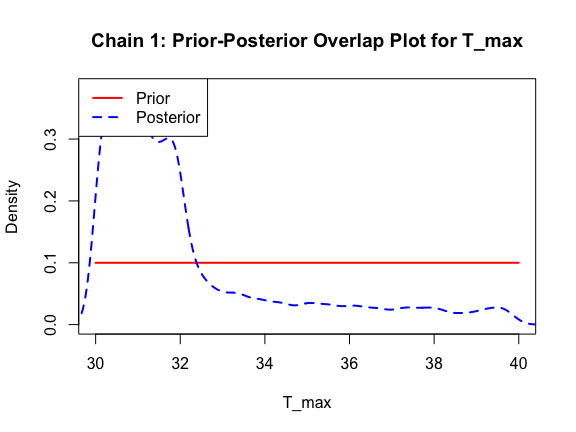 Chain 1: Prior-Posterior Overlap Plot for T_max
Prior
Posterior
Density
0.3
0.2
0.1
0.0
30 32 34 36 38 40
T_max